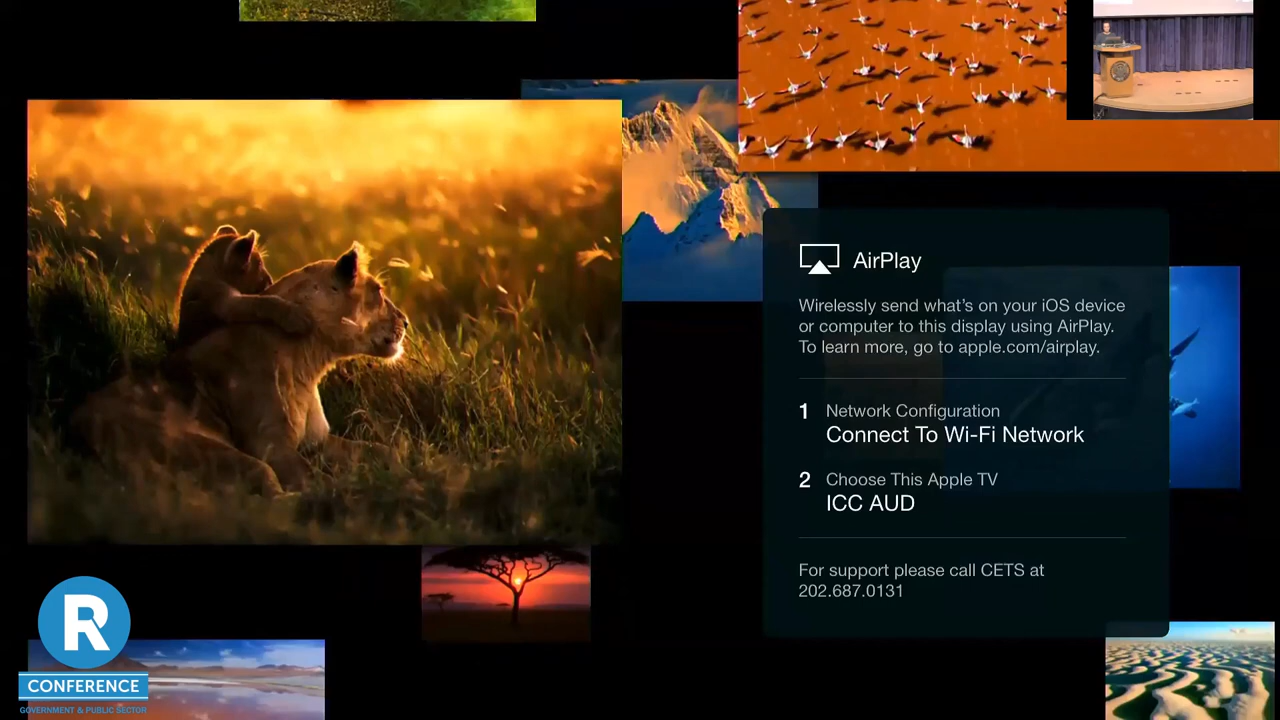 AirPlay
Wirelessly send what's on your iOS device
or computer to this display using AirPlay.
To learn more, go to apple.com/airplay.
1 Network Configuration
Connect To Wi-Fi Network
2 Choose This Apple TV
ICC AUD
For support please call CETS at
202.687.0131
R
CONFERENCE
GOVERNMENT & PUBLIC SECTOR